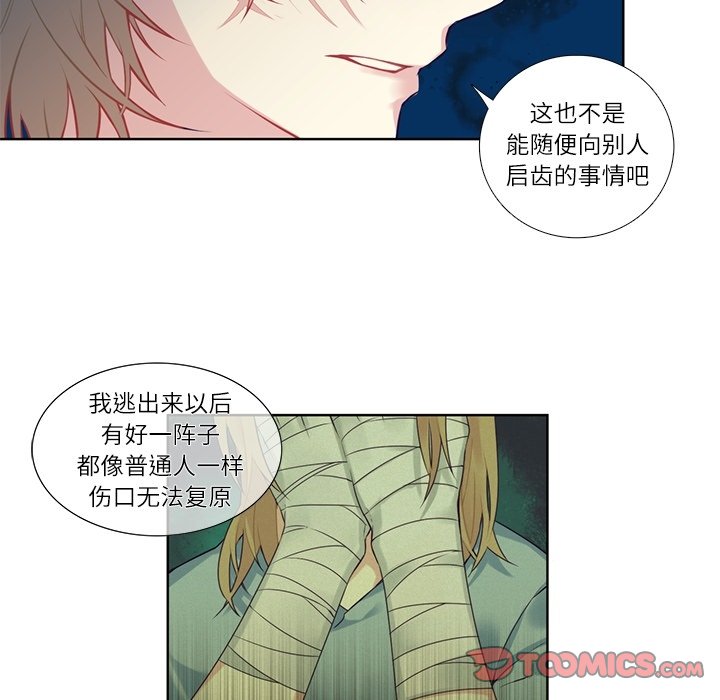 这也不是
能随便向别人
启齿的事情吧
我逃出来以后
有好一阵子
都像普通人一样
伤口无法复原
TOOMICS.COM